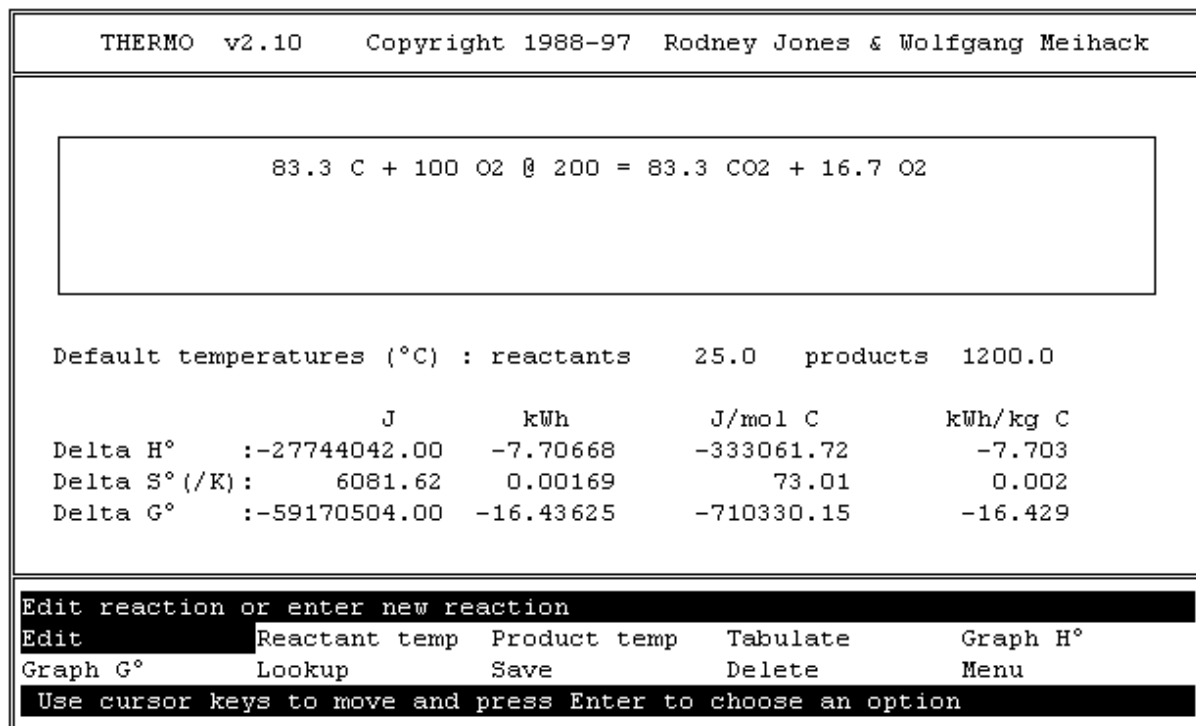 THERMO v2.10 Copyright 1988-97 Rodney Jones & Wolfgang Meihack
83.3 C + 100 O2 @ 200 = 83.3 CO2 + 16.7 O2
Default temperatures (°C) : reactants 25.0 products 1200.0
J kWh J/mol C kWh/kg C
Delta H° :-27744042.00 -7.70668 -333061.72 -7.703
Delta S°(/K): 6081.62 0.00169 73.01 0.002
Delta G° :-59170504.00 -16.43625 -710330.15 -16.429
Edit reaction or enter new reaction
Edit Reactant temp Product temp Tabulate Graph H°
Graph G° Lookup Save Delete Menu
Use cursor keys to move and press Enter to choose an option